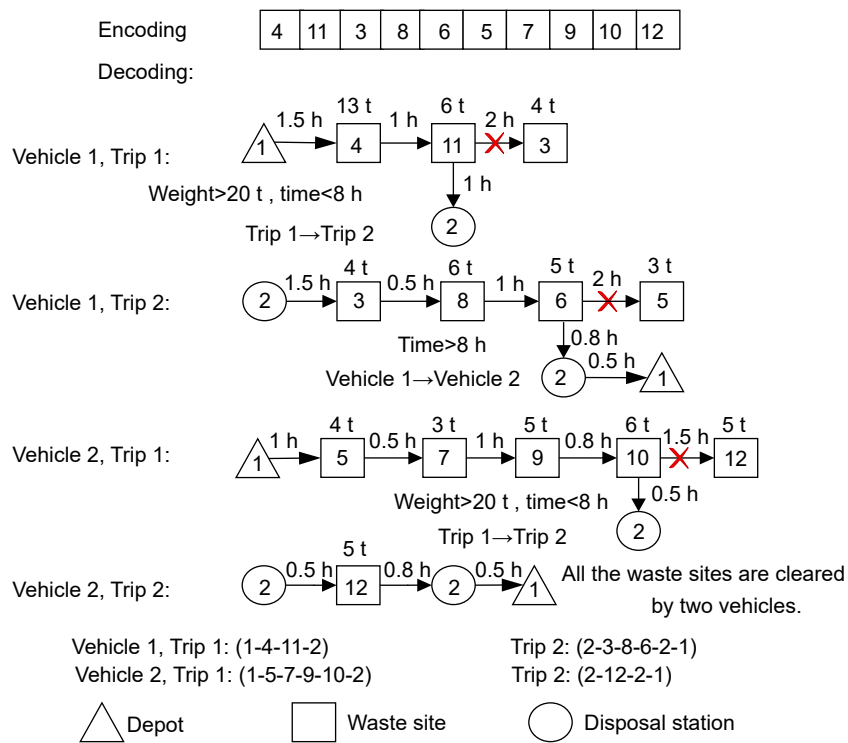 Encoding 4 11 3 8 6 5 7 9 10 12
Decoding:
13 t 6 t 4 t
1.5 h 1 h 2 h
Vehicle 1, Trip 1: 1 4 11 3
Weight>20 t , time<8 h 1 h
Trip 1→Trip 2 2
4 t 6 t 5 t 3 t
1.5 h 0.5 h 1 h 2 h
Vehicle 1, Trip 2: 2 3 8 6 5
Time>8 h 0.8 h
0.5 h
Vehicle 1→Vehicle 2 2 1
4 t 3 t 5 t 6 t 5 t
1 h 0.5 h 1 h 0.8 h 1.5 h
Vehicle 2, Trip 1: 1 5 7 9 10 12
Weight>20 t , time<8 h 0.5 h
Trip 1→Trip 2 2
5 t
0.5 h 0.8 h 0.5 h
Vehicle 2, Trip 2: 2 12 2 1
All the waste sites are cleared
by two vehicles.
Vehicle 1, Trip 1: (1-4-11-2) Trip 2: (2-3-8-6-2-1)
Vehicle 2, Trip 1: (1-5-7-9-10-2) Trip 2: (2-12-2-1)
Depot Waste site Disposal station